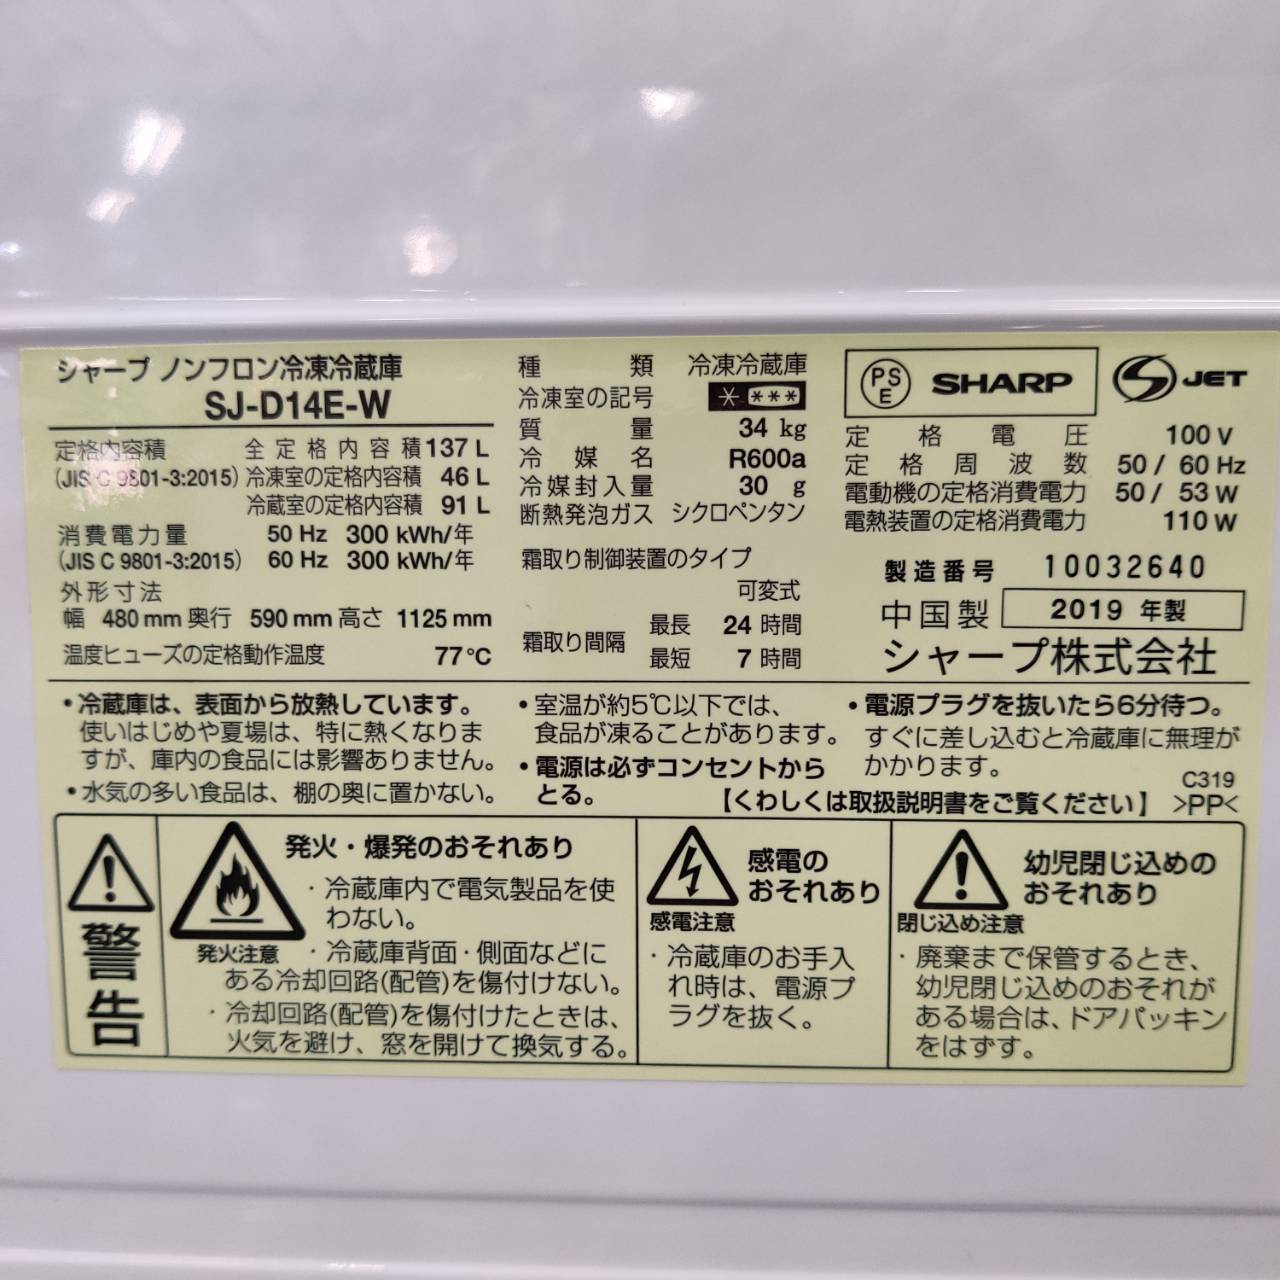 シャープ ノンフロン冷凍冷蔵庫
SJ-D14E-W
定格内容積 全定格内容積 137 L
(JIS C 9801-3:2015) 冷凍室の定格内容積 46 L
冷蔵室の定格内容積 91 L
消費電力量 50 Hz 300 kWh/年
(JIS C 9801-3:2015) 60 Hz 300 kWh/年
外形寸法
幅 480 mm 奥行 590 mm 高さ 1125 mm
温度ヒューズの定格動作温度 77℃
種類 冷凍冷蔵庫
冷凍室の記号 * ***
質量 34 kg
冷媒名 R600a
冷媒封入量 30 g
断熱発泡ガス シクロペンタン
霜取り制御装置のタイプ
可変式
霜取り間隔 最長 24 時間
最短 7 時間
PS E SHARP S JET
定格電圧 100 V
定格周波数 50 / 60 Hz
電動機の定格消費電力 50 / 53 W
電熱装置の定格消費電力 110 W
製造番号 10032640
中国製 2019 年製
シャープ株式会社
・冷蔵庫は、表面から放熱しています。
使いはじめや夏場は、特に熱くなりま
すが、庫内の食品には影響ありません。
・水気の多い食品は、棚の奥に置かない。
・室温が約5℃以下では、
食品が凍ることがあります。
・電源は必ずコンセントから
とる。
・電源プラグを抜いたら6分待つ。
すぐに差し込むと冷蔵庫に無理が
かかります。
【くわしくは取扱説明書をご覧ください】
C319
>PP<
警告
発火・爆発のおそれあり
発火注意
・冷蔵庫内で電気製品を使
わない。
・冷蔵庫背面・側面などに
ある冷却回路(配管)を傷付けない。
・冷却回路(配管)を傷付けたときは、
火気を避け、窓を開けて換気する。
感電の
おそれあり
感電注意
・冷蔵庫のお手入
れ時は、電源プ
ラグを抜く。
幼児閉じ込めの
おそれあり
閉じ込め注意
・廃棄まで保管するとき、
幼児閉じ込めのおそれが
ある場合は、ドアパッキン
をはずす。